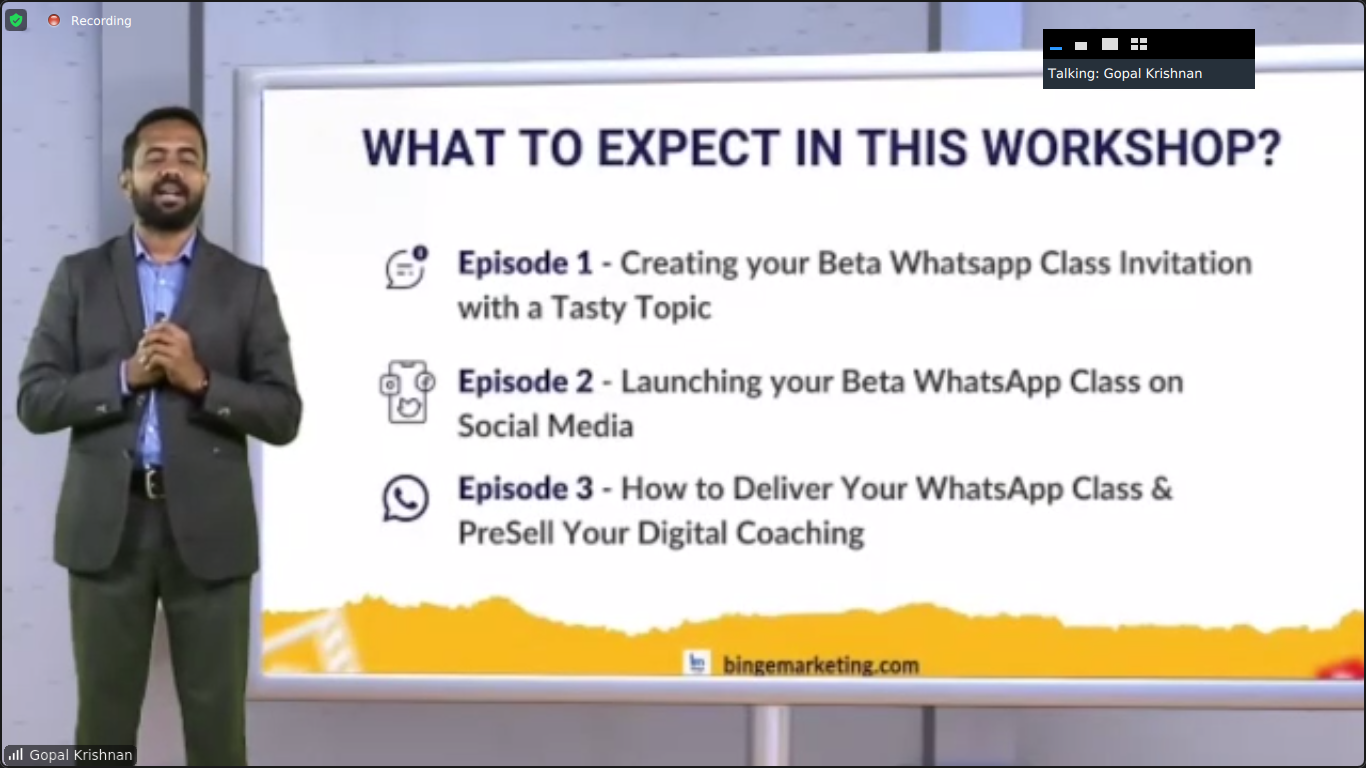 Recording
Talking: Gopal Krishnan
WHAT TO EXPECT IN THIS WORKSHOP?
Episode 1 - Creating your Beta Whatsapp Class Invitation
with a Tasty Topic
Episode 2 - Launching your Beta WhatsApp Class on
Social Media
Episode 3 - How to Deliver Your WhatsApp Class &
PreSell Your Digital Coaching
bingemarketing.com
Gopal Krishnan